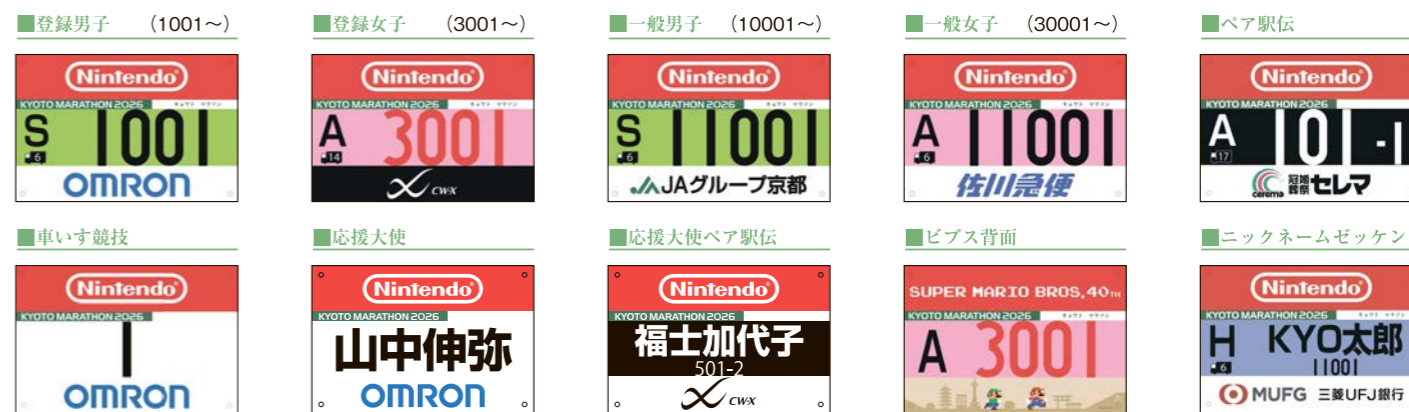 ■登録男子 （1001～）
Nintendo
KYOTO MARATHON 2026 キョウト マラソン
S 1001
6
OMRON
■登録女子 （3001～）
Nintendo
KYOTO MARATHON 2026 キョウト マラソン
A 3001
14
CW-X
■一般男子 （10001～）
Nintendo
KYOTO MARATHON 2026 キョウト マラソン
S 11001
6
JAグループ京都
■一般女子 （30001～）
Nintendo
KYOTO MARATHON 2026 キョウト マラソン
A 11001
6
佐川急便
■ペア駅伝
Nintendo
KYOTO MARATHON 2026
A 101 -1
17
ceremo 冠婚葬祭 セレマ
■車いす競技
Nintendo
KYOTO MARATHON 2026
1
OMRON
■応援大使
Nintendo
KYOTO MARATHON 2026
山中伸弥
OMRON
■応援大使ペア駅伝
Nintendo
KYOTO MARATHON 2026
福士加代子
501-2
CW-X
■ビブス背面
SUPER MARIO BROS. 40TH
KYOTO MARATHON 2026 キョウト マラソン
A 3001
■ニックネームゼッケン
Nintendo
KYOTO MARATHON 2026 キョウト マラソン
H KYO太郎
6 11001
MUFG 三菱UFJ銀行